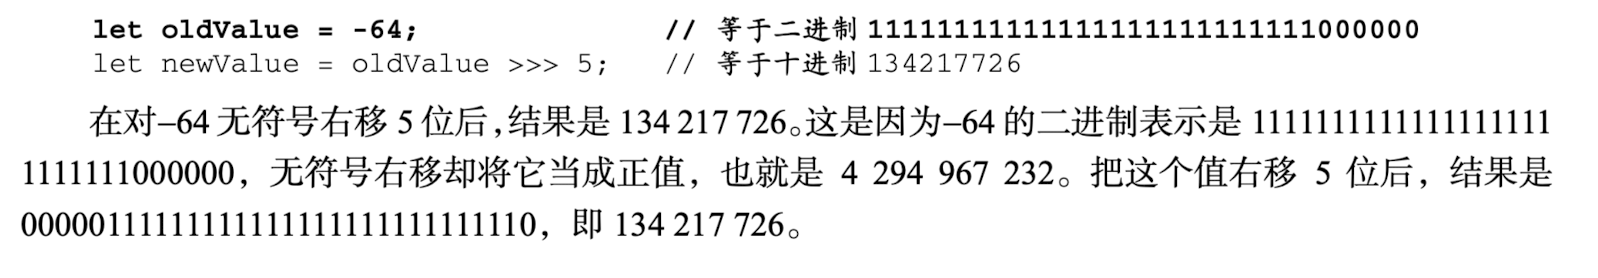 let oldValue = -64;             // 等于二进制 11111111111111111111111111000000
let newValue = oldValue >>> 5;   // 等于十进制 134217726
在对–64 无符号右移 5 位后，结果是 134 217 726。这是因为–64 的二进制表示是 1111111111111111111
1111111000000，无符号右移却将它当成正值，也就是 4 294 967 232。把这个值右移 5 位后，结果是
00000111111111111111111111111110，即 134 217 726。